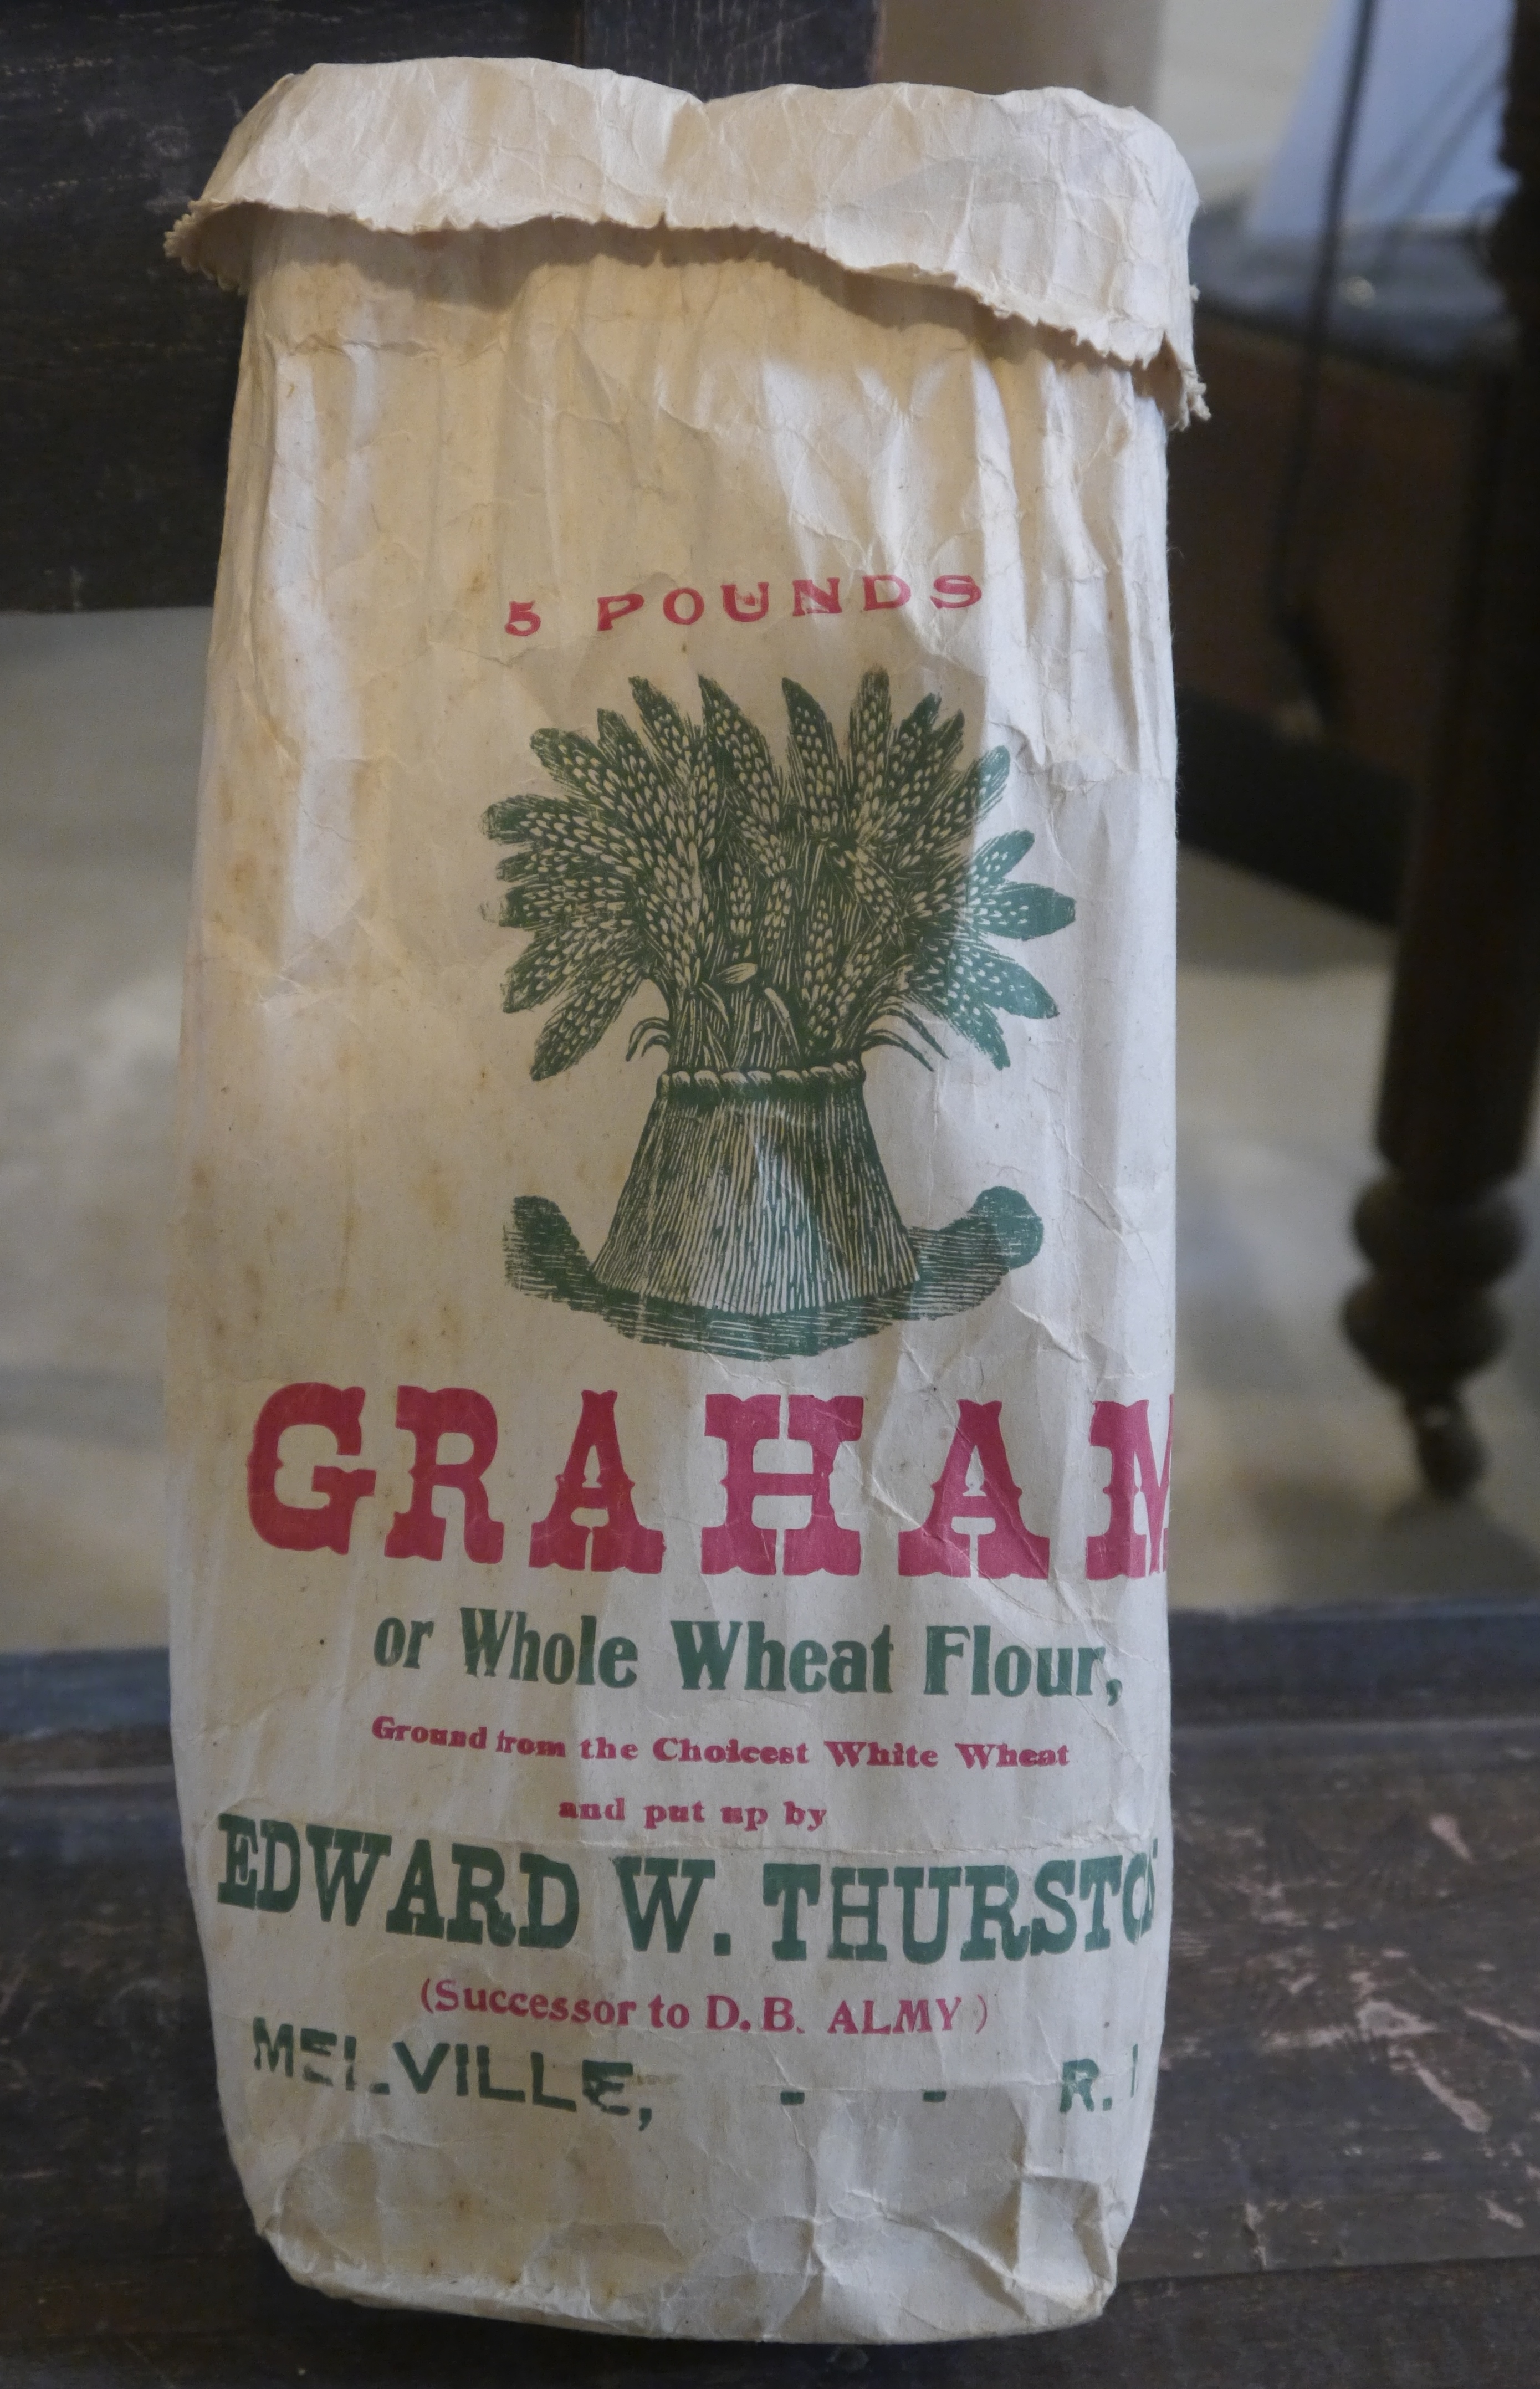 5 POUNDS
GRAHAM
or Whole Wheat Flour,
Ground from the Choicest White Wheat
and put up by
EDWARD W. THURSTON
(Successor to D.B. ALMY)
MELVILLE, - - R.I